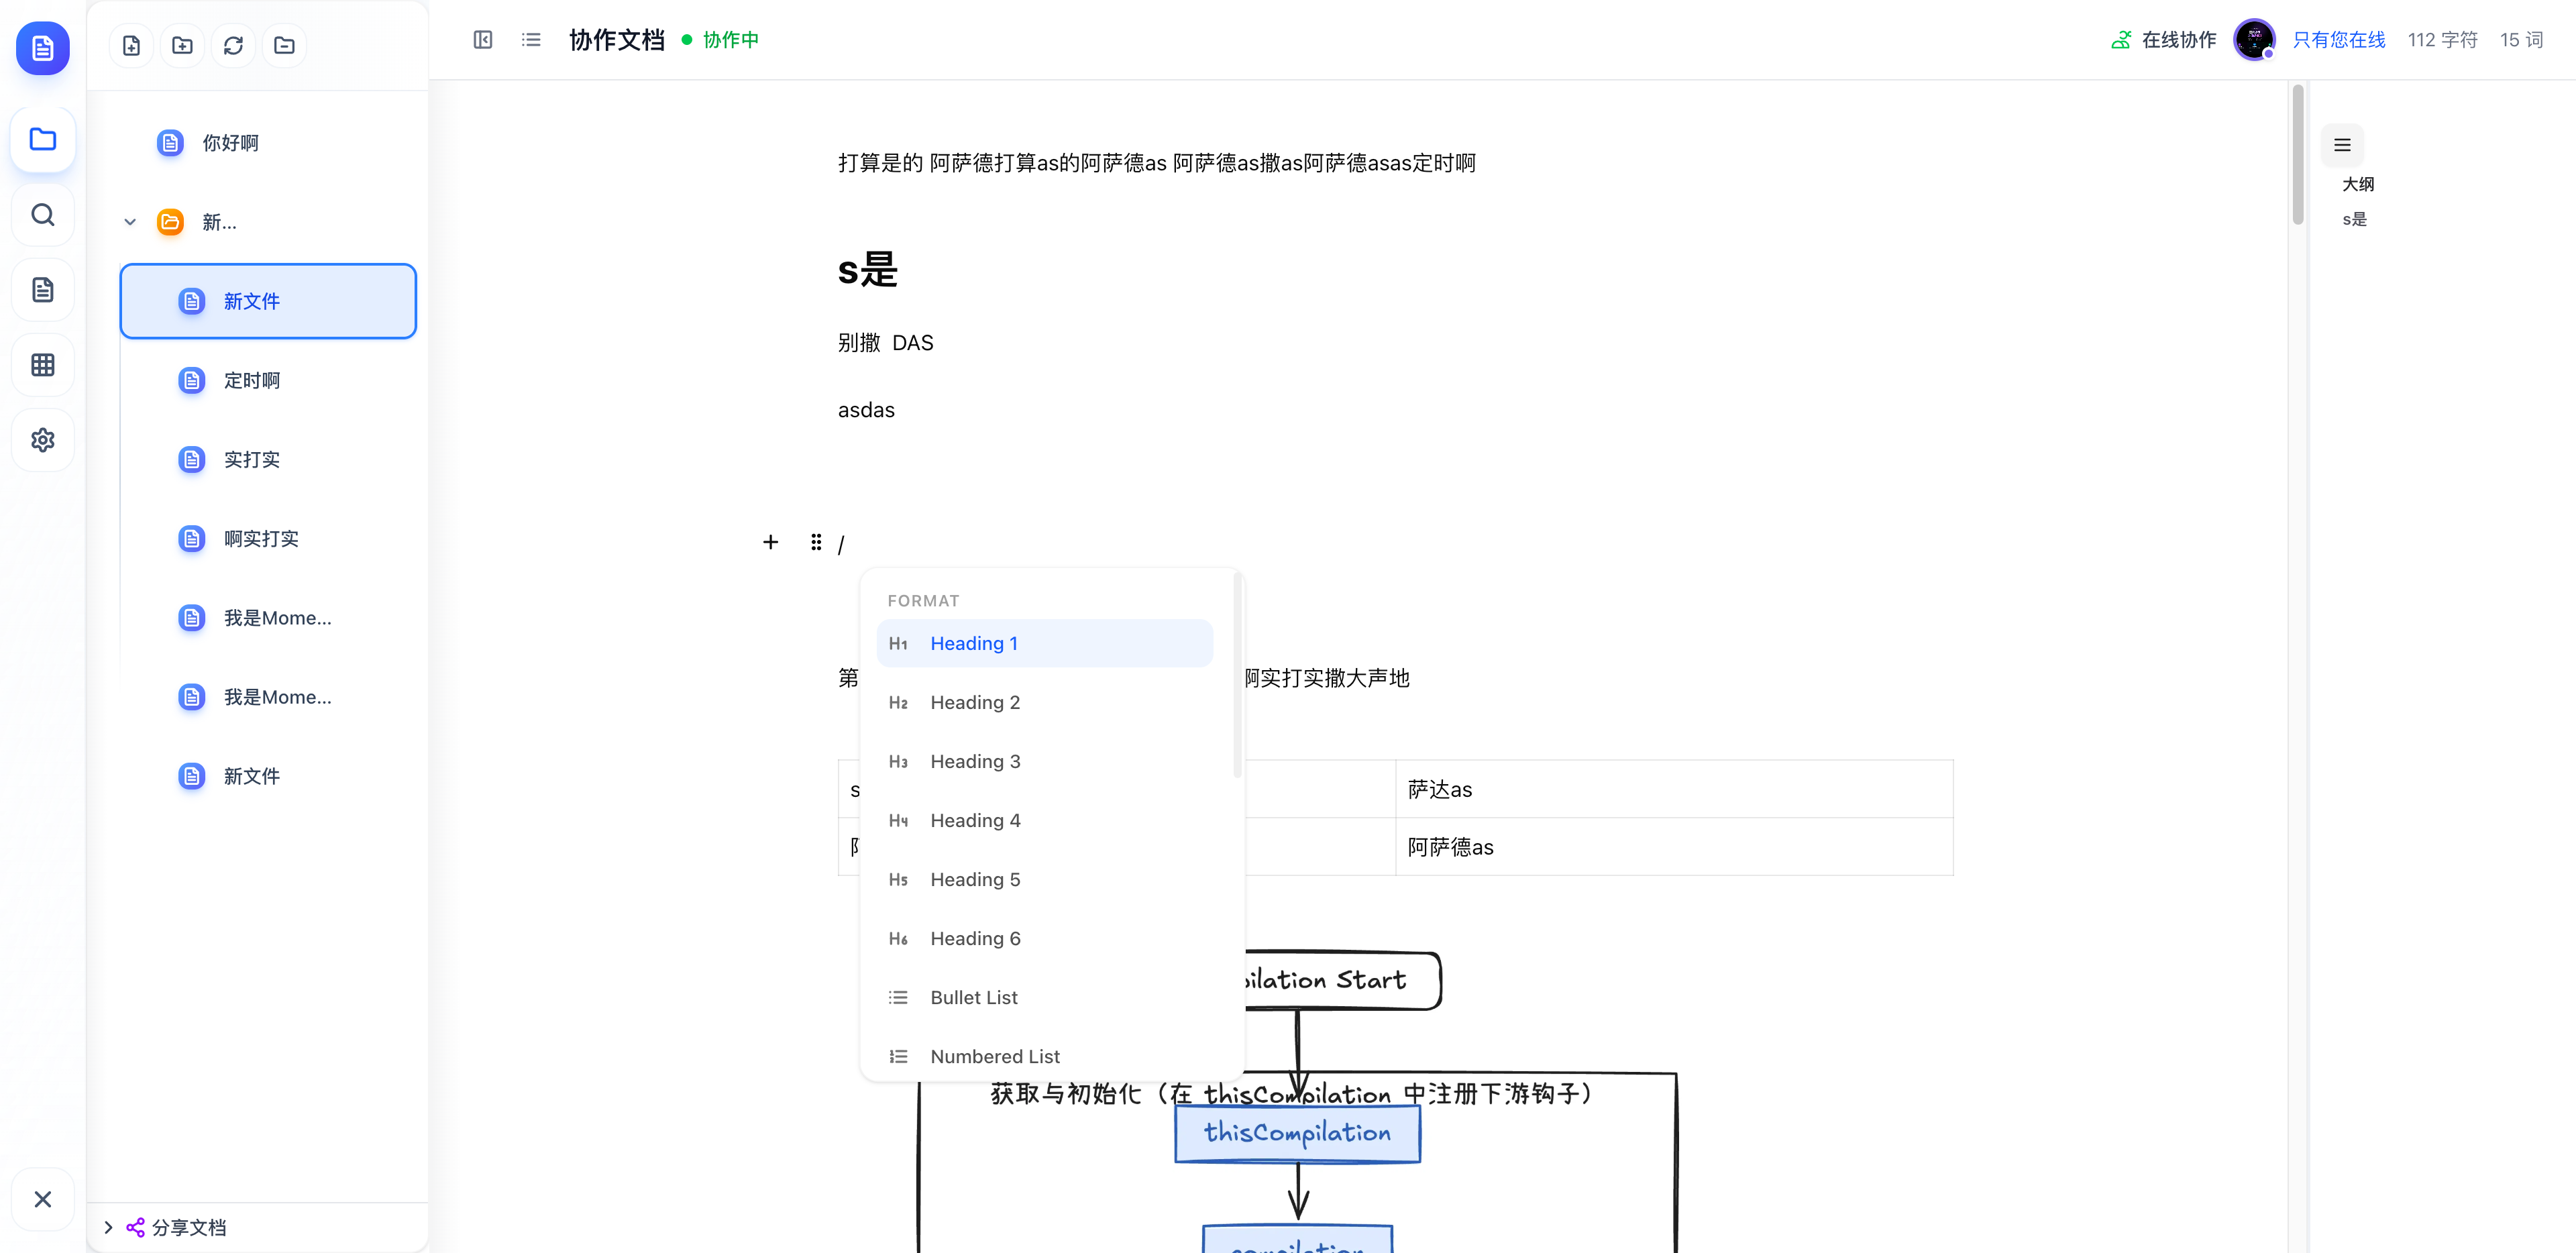 你好啊
新...
新文件
定时啊
实打实
啊实打实
我是Mome...
我是Mome...
新文件
分享文档
协作文档 协作中
在线协作 只有您在线 112 字符 15 词
打算是的 阿萨德打算as的阿萨德as 阿萨德as撒as阿萨德asas定时啊
s是
别撒 DAS
asdas
/
FORMAT
H1 Heading 1
H2 Heading 2
H3 Heading 3
H4 Heading 4
H5 Heading 5
H6 Heading 6
Bullet List
Numbered List
第 啊实打实撒大声地
s 萨达as
阿萨德as
ilation Start
获取与初始化（在 thisCompilation 中注册下游钩子）
thisCompilation
大纲
s是